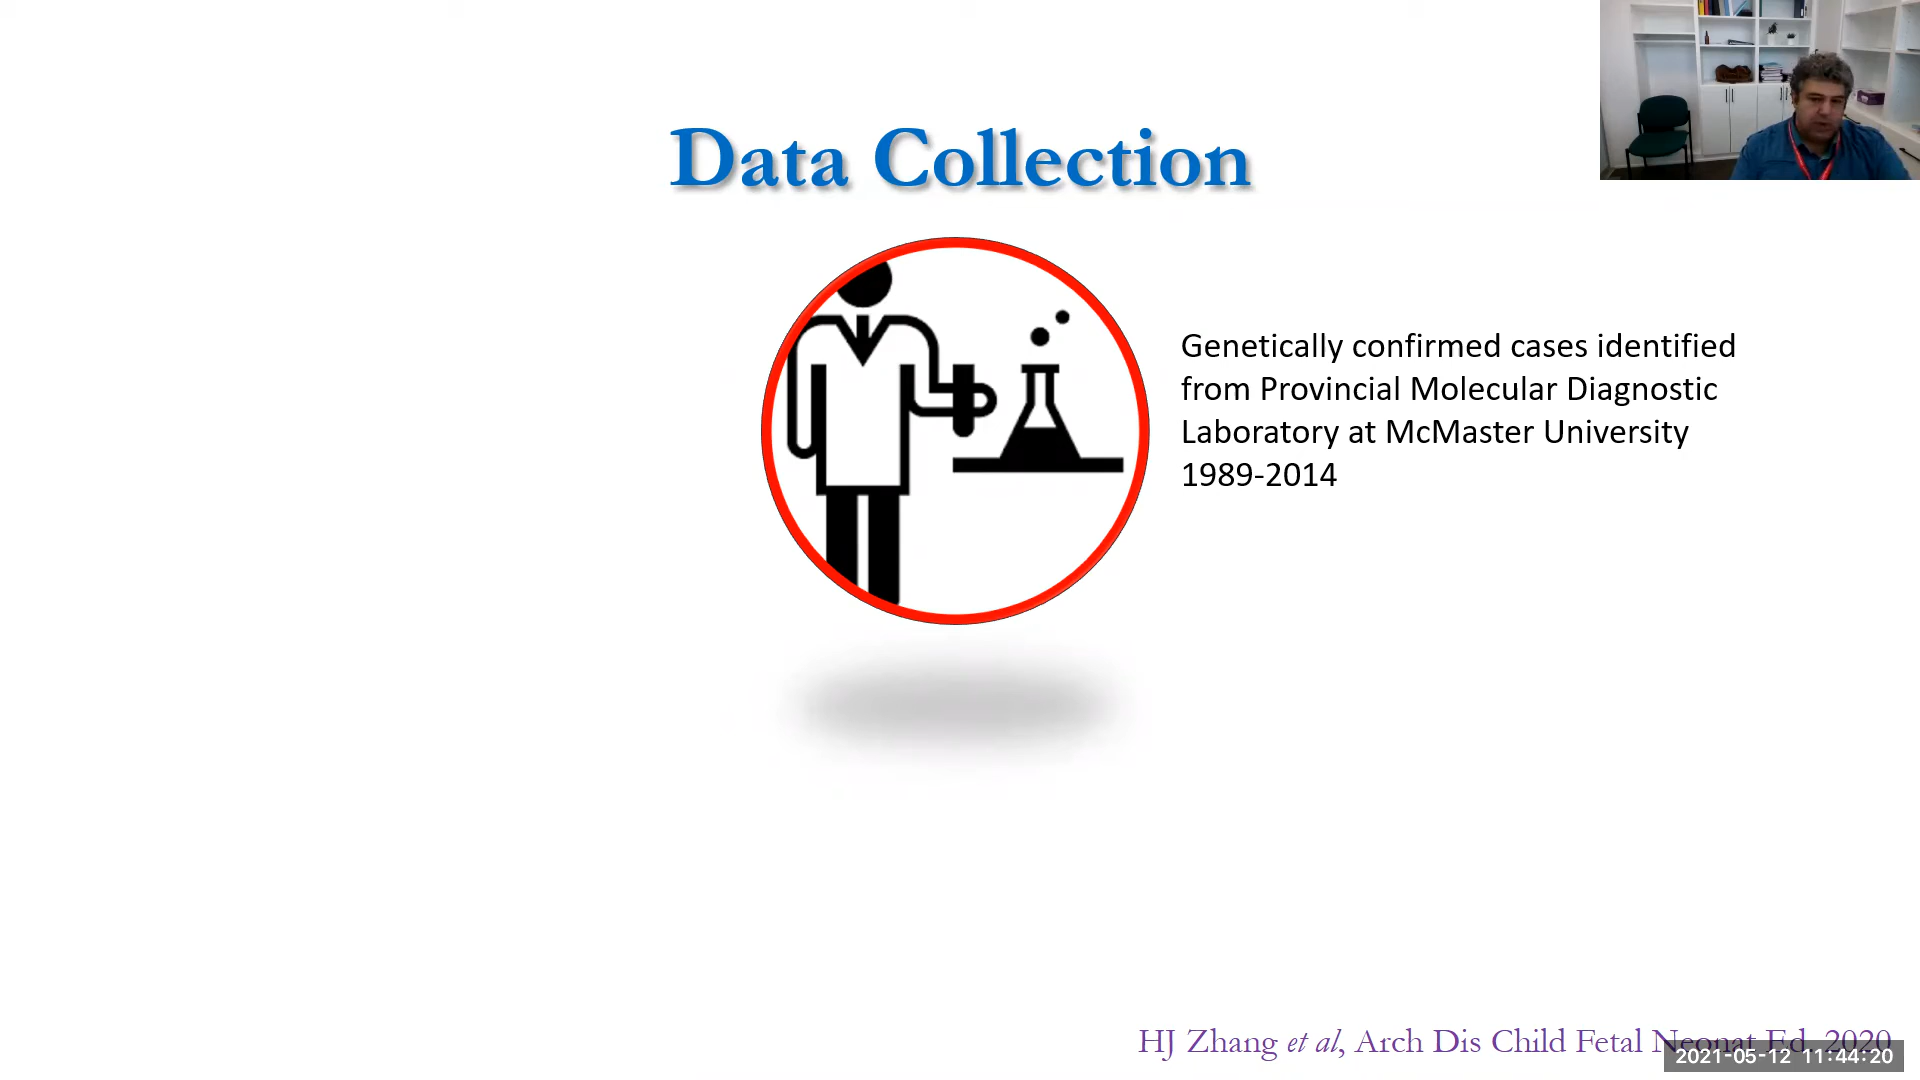 Data Collection
Genetically confirmed cases identified
from Provincial Molecular Diagnostic
Laboratory at McMaster University
1989-2014
HJ Zhang et al, Arch Dis Child Fetal Neonat Ed. 2020
2021-05-12 11:44:20